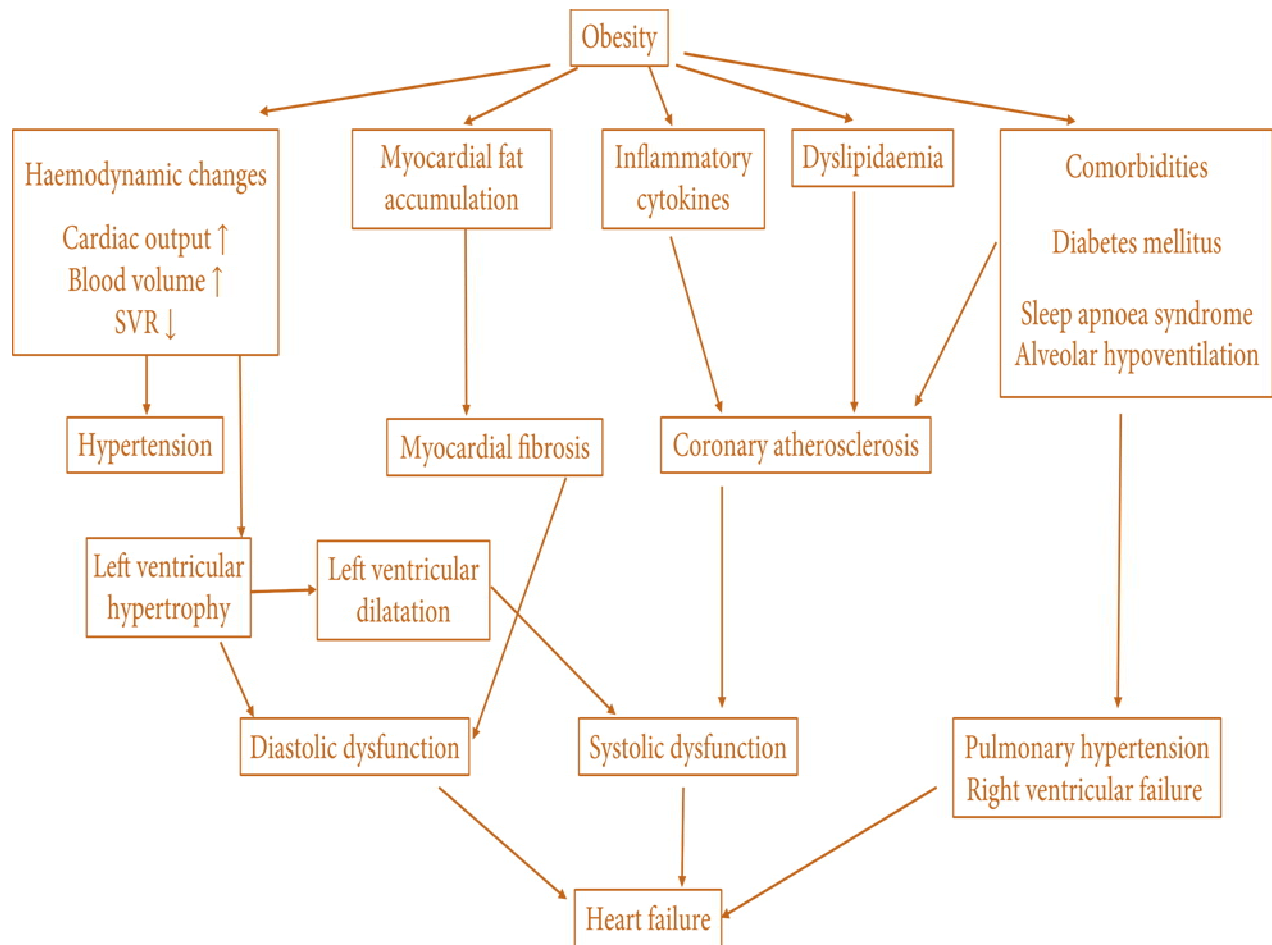 Obesity
Haemodynamic changes
Cardiac output ↑
Blood volume ↑
SVR ↓
Myocardial fat
accumulation
Inflammatory
cytokines
Dyslipidaemia
Comorbidities
Diabetes mellitus
Sleep apnoea syndrome
Alveolar hypoventilation
Hypertension
Myocardial fibrosis
Coronary atherosclerosis
Left ventricular
hypertrophy
Left ventricular
dilatation
Diastolic dysfunction
Systolic dysfunction
Pulmonary hypertension
Right ventricular failure
Heart failure